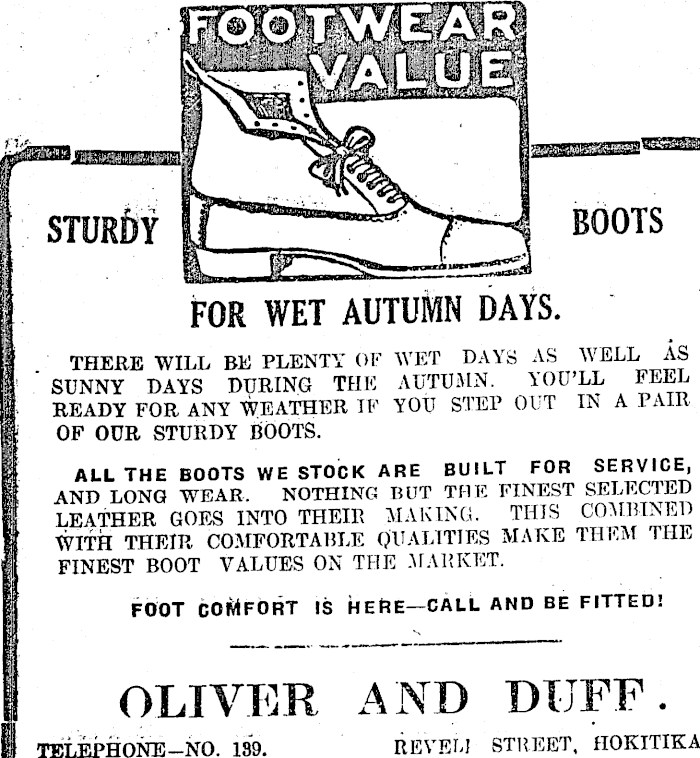 FOOTWEAR
VALUE
STURDY BOOTS
FOR WET AUTUMN DAYS.
THERE WILL BE PLENTY OF WET DAYS AS WELL AS
SUNNY DAYS DURING THE AUTUMN. YOU'LL FEEL
READY FOR ANY WEATHER IF YOU STEP OUT IN A PAIR
OF OUR STURDY BOOTS.
ALL THE BOOTS WE STOCK ARE BUILT FOR SERVICE,
AND LONG WEAR. NOTHING BUT THE FINEST SELECTED
LEATHER GOES INTO THEIR MAKING. THIS COMBINED
WITH THEIR COMFORTABLE QUALITIES MAKE THEM THE
FINEST BOOT VALUES ON THE MARKET.
FOOT COMFORT IS HERE—CALL AND BE FITTED!
OLIVER AND DUFF.
TELEPHONE—NO. 139. REVELL STREET, HOKITIKA